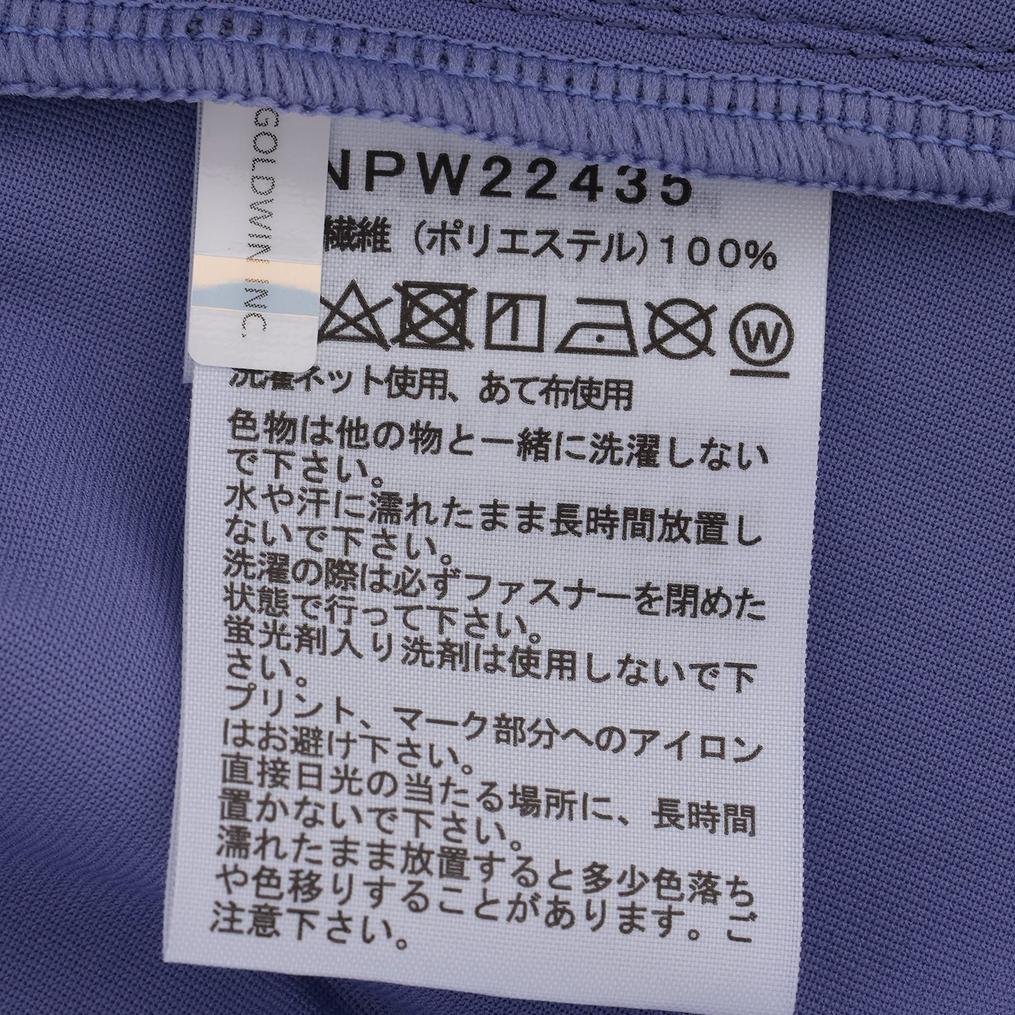 GOLDWIN INC.
NPW22435
繊維（ポリエステル）100％
W
洗濯ネット使用、あて布使用
色物は他の物と一緒に洗濯しない
で下さい。
水や汗に濡れたまま長時間放置し
ないで下さい。
洗濯の際は必ずファスナーを閉めた
状態で行って下さい。
蛍光剤入り洗剤は使用しないで下
さい。
プリント、マーク部分へのアイロン
はお避け下さい。
直接日光の当たる場所に、長時間
置かないで下さい。
濡れたまま放置すると多少色落ち
や色移りすることがあります。ご
注意下さい。